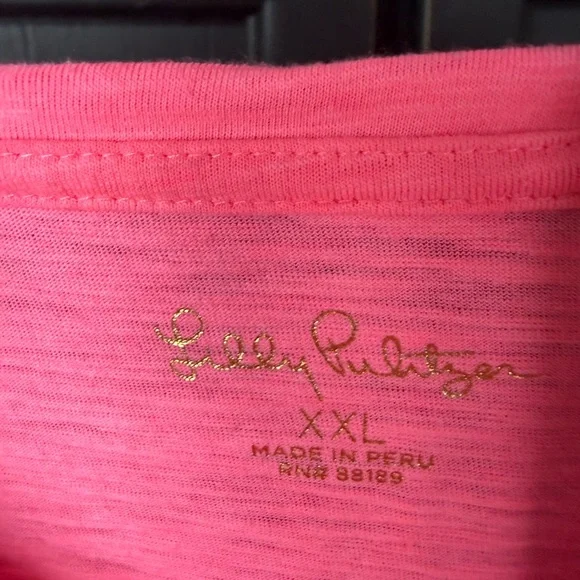 Lilly Pulitzer
XXL
MADE IN PERU
RN# 88189